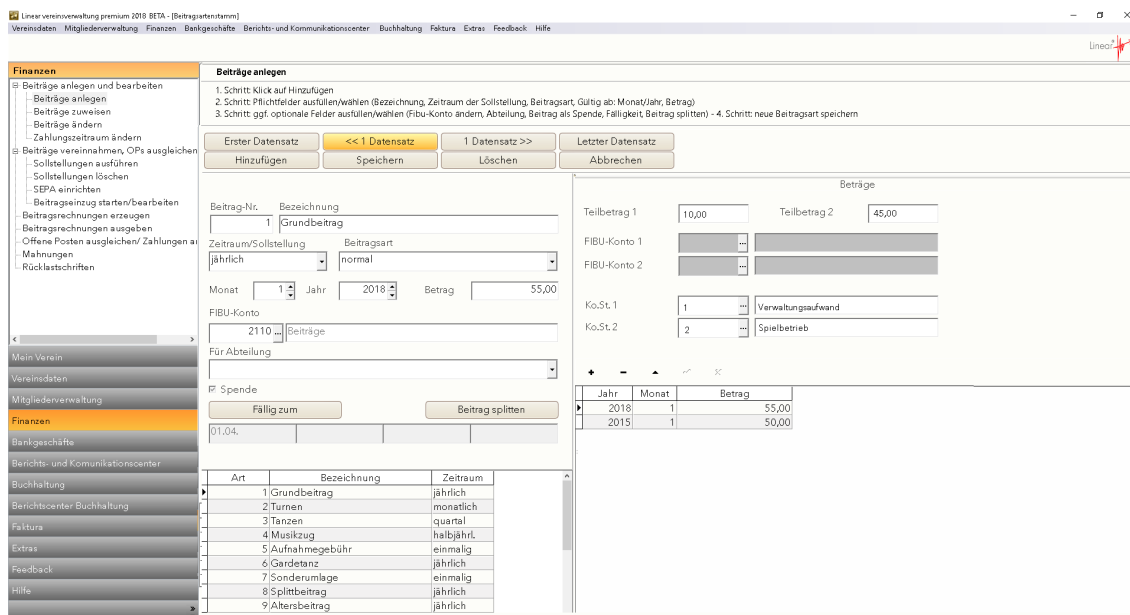 Linear vereinsverwaltung premium 2018 BETA - [Beitragsartenstamm]
Vereinsdaten Mitgliederverwaltung Finanzen Bankgeschäfte Berichts- und Kommunikationscenter Buchhaltung Faktura Extras Feedback Hilfe
Linear
Finanzen
Beiträge anlegen und bearbeiten
Beiträge anlegen
Beiträge zuweisen
Beiträge ändern
Zahlungszeitraum ändern
Beiträge vereinnahmen, OPs ausgleichen
Sollstellungen ausführen
Sollstellungen löschen
SEPA einrichten
Beitragseinzug starten/bearbeiten
Beitragsrechnungen erzeugen
Beitragsrechnungen ausgeben
Offene Posten ausgleichen/ Zahlungen
Mahnungen
Rücklastschriften
Mein Verein
Vereinsdaten
Mitgliederverwaltung
Finanzen
Bankgeschäfte
Berichts- und Komunikationscenter
Buchhaltung
Berichtscenter Buchhaltung
Faktura
Extras
Feedback
Hilfe
»
Beiträge anlegen
1. Schritt: Klick auf Hinzufügen
2. Schritt: Pflichtfelder ausfüllen/wählen (Bezeichnung, Zeitraum der Sollstellung, Beitragsart, Gültig ab: Monat/Jahr, Betrag)
3. Schritt: ggf. optionale Felder ausfüllen/wählen (Fibu-Konto ändern, Abteilung, Beitrag als Spende, Fälligkeit, Beitrag splitten) - 4. Schritt: neue Beitragsart speichern
Erster Datensatz << 1 Datensatz 1 Datensatz >> Letzter Datensatz
Hinzufügen Speichern Löschen Abbrechen
Beitrag-Nr. Bezeichnung
1 Grundbeitrag
Zeitraum/Sollstellung Beitragsart
jährlich normal
Monat 1 Jahr 2018 Betrag 55,00
FIBU-Konto
2110 ... Beiträge
Für Abteilung
Spende
Fällig zum Beitrag splitten
01.04.
Art Bezeichnung Zeitraum
1 Grundbeitrag jährlich
2 Turnen monatlich
3 Tanzen quartal
4 Musikzug halbjährl.
5 Aufnahmegebühr einmalig
6 Gardetanz jährlich
7 Sonderumlage einmalig
8 Splittbeitrag jährlich
9 Altersbeitrag jährlich
Beträge
Teilbetrag 1 10,00 Teilbetrag 2 45,00
FIBU-Konto 1 ...
FIBU-Konto 2 ...
Ko.St. 1 1 ... Verwaltungsaufwand
Ko.St. 2 2 ... Spielbetrieb
Jahr Monat Betrag
2018 1 55,00
2015 1 50,00